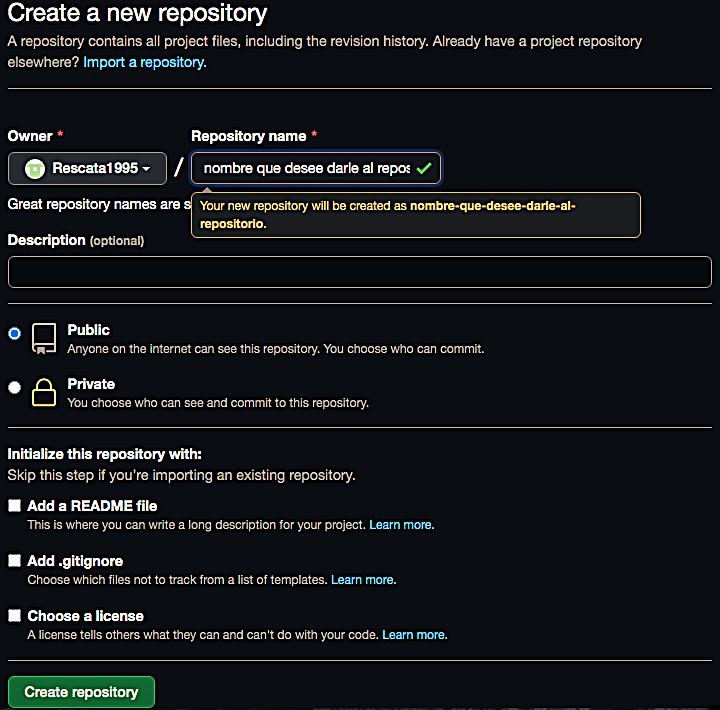 Create a new repository
A repository contains all project files, including the revision history. Already have a project repository
elsewhere? Import a repository.
Owner *
Repository name *
Rescata1995 / nombre que desee darle al repos
Great repository names are s
Your new repository will be created as nombre-que-desee-darle-al-
repositorio.
Description (optional)
Public
Anyone on the internet can see this repository. You choose who can commit.
Private
You choose who can see and commit to this repository.
Initialize this repository with:
Skip this step if you're importing an existing repository.
Add a README file
This is where you can write a long description for your project. Learn more.
Add .gitignore
Choose which files not to track from a list of templates. Learn more.
Choose a license
A license tells others what they can and can't do with your code. Learn more.
Create repository